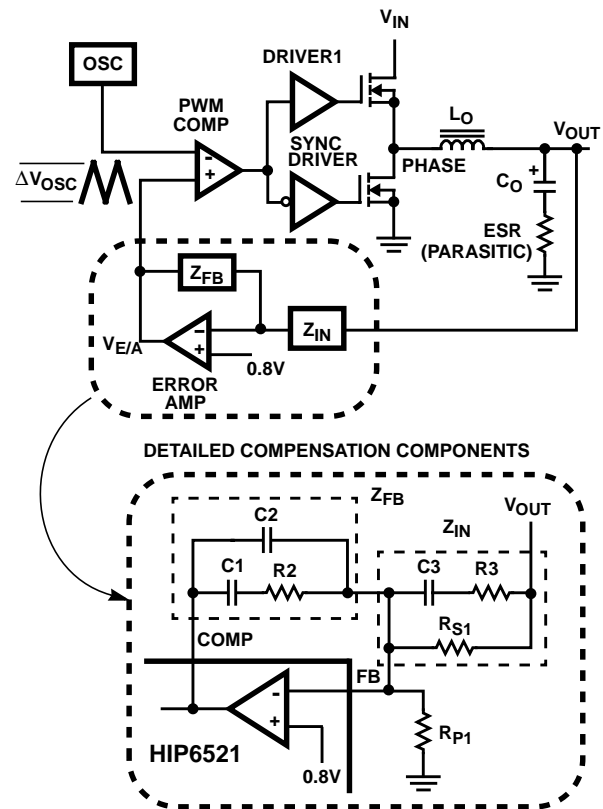 V_IN
OSC
DRIVER1
PWM
COMP
SYNC
DRIVER
L_O
V_OUT
PHASE
ΔV_OSC
C_O
+
ESR
(PARASITIC)
-
+
Z_FB
Z_IN
V_E/A
-
+
0.8V
ERROR
AMP
DETAILED COMPENSATION COMPONENTS
Z_FB
V_OUT
C2
Z_IN
C1
R2
C3
R3
R_S1
COMP
FB
-
+
R_P1
HIP6521
0.8V